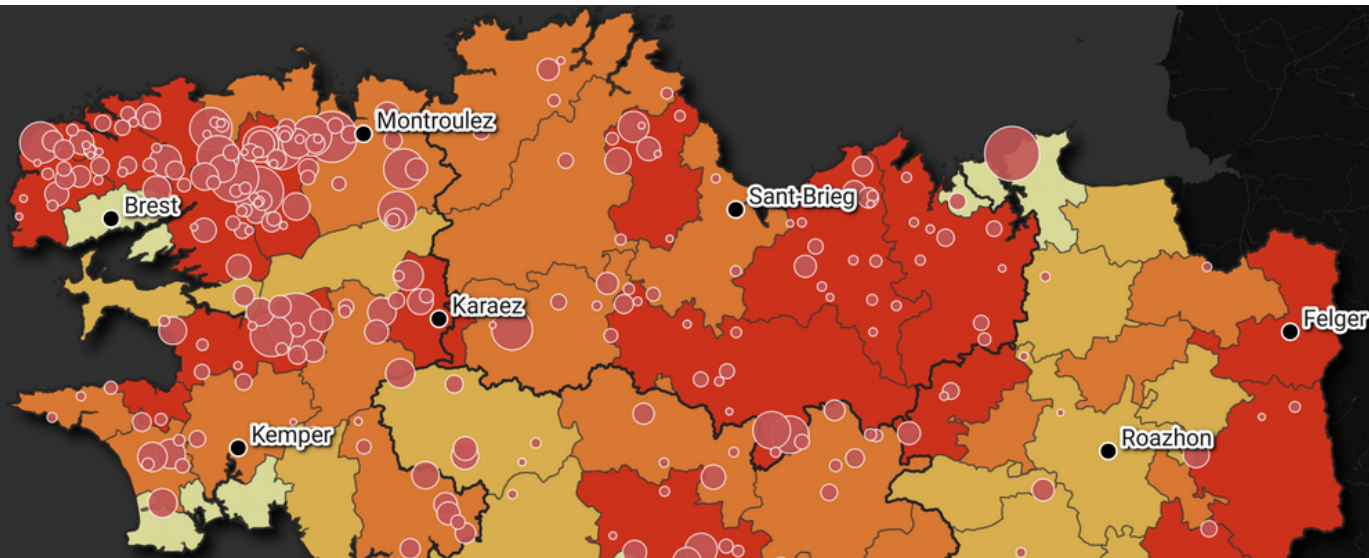 Montroulez
Brest
Sant-Brieg
Karaez
Felger
Kemper
Roazhon